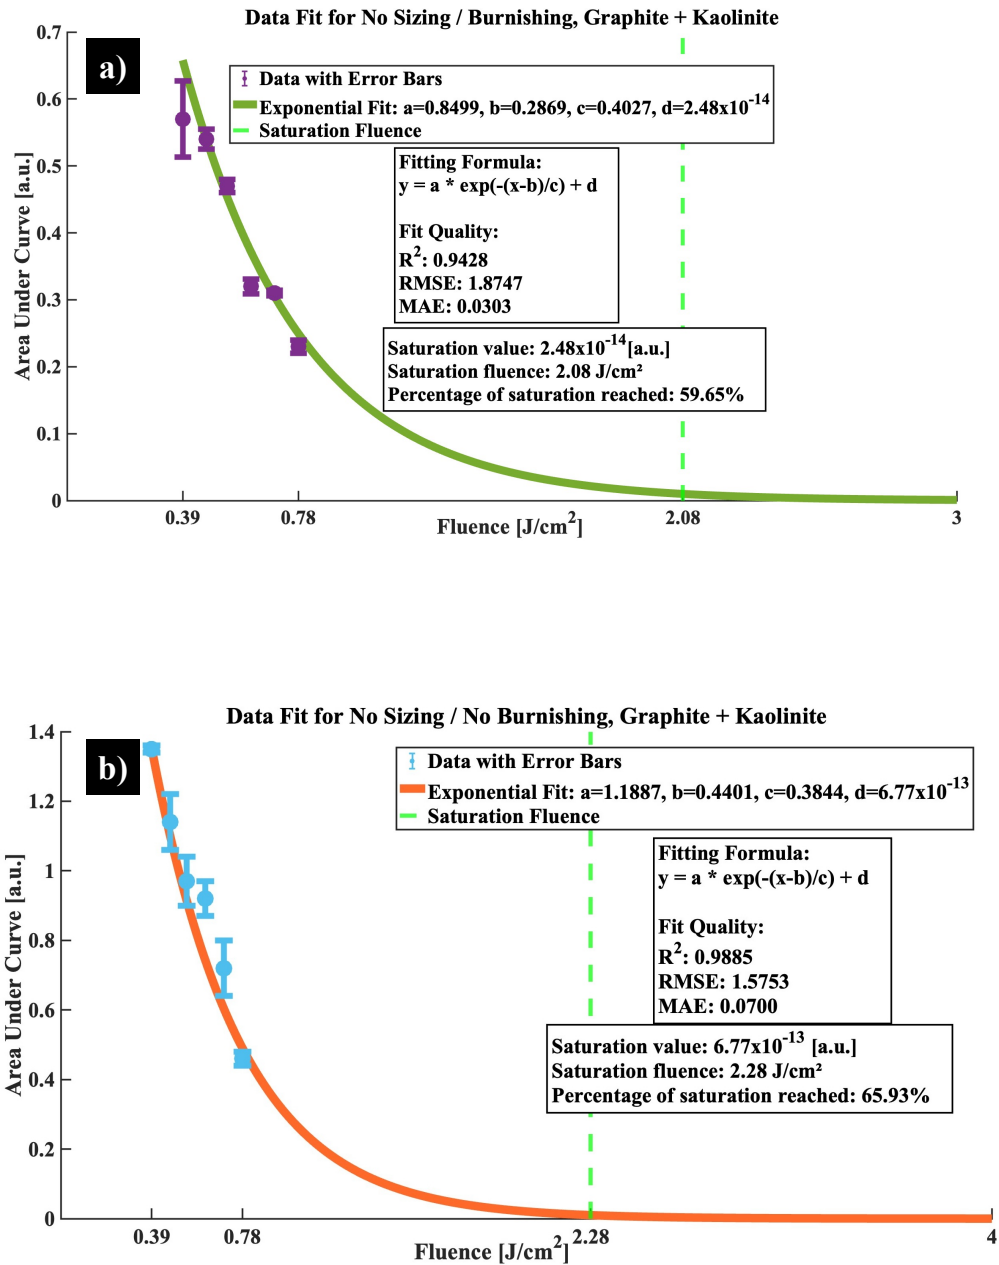 Data Fit for No Sizing / Burnishing, Graphite + Kaolinite
a)
Data with Error Bars
Exponential Fit: a=0.8499, b=0.2869, c=0.4027, d=2.48x10^-14
Saturation Fluence
Fitting Formula:
y = a * exp(-(x-b)/c) + d
Fit Quality:
R^2: 0.9428
RMSE: 1.8747
MAE: 0.0303
Saturation value: 2.48x10^-14 [a.u.]
Saturation fluence: 2.08 J/cm²
Percentage of saturation reached: 59.65%
Area Under Curve [a.u.]
0.7
0.6
0.5
0.4
0.3
0.2
0.1
0
0.39
0.78
2.08
3
Fluence [J/cm^2]
Data Fit for No Sizing / No Burnishing, Graphite + Kaolinite
b)
Data with Error Bars
Exponential Fit: a=1.1887, b=0.4401, c=0.3844, d=6.77x10^-13
Saturation Fluence
Fitting Formula:
y = a * exp(-(x-b)/c) + d
Fit Quality:
R^2: 0.9885
RMSE: 1.5753
MAE: 0.0700
Saturation value: 6.77x10^-13 [a.u.]
Saturation fluence: 2.28 J/cm²
Percentage of saturation reached: 65.93%
Area Under Curve [a.u.]
1.4
1.2
1
0.8
0.6
0.4
0.2
0
0.39
0.78
2.28
4
Fluence [J/cm^2]